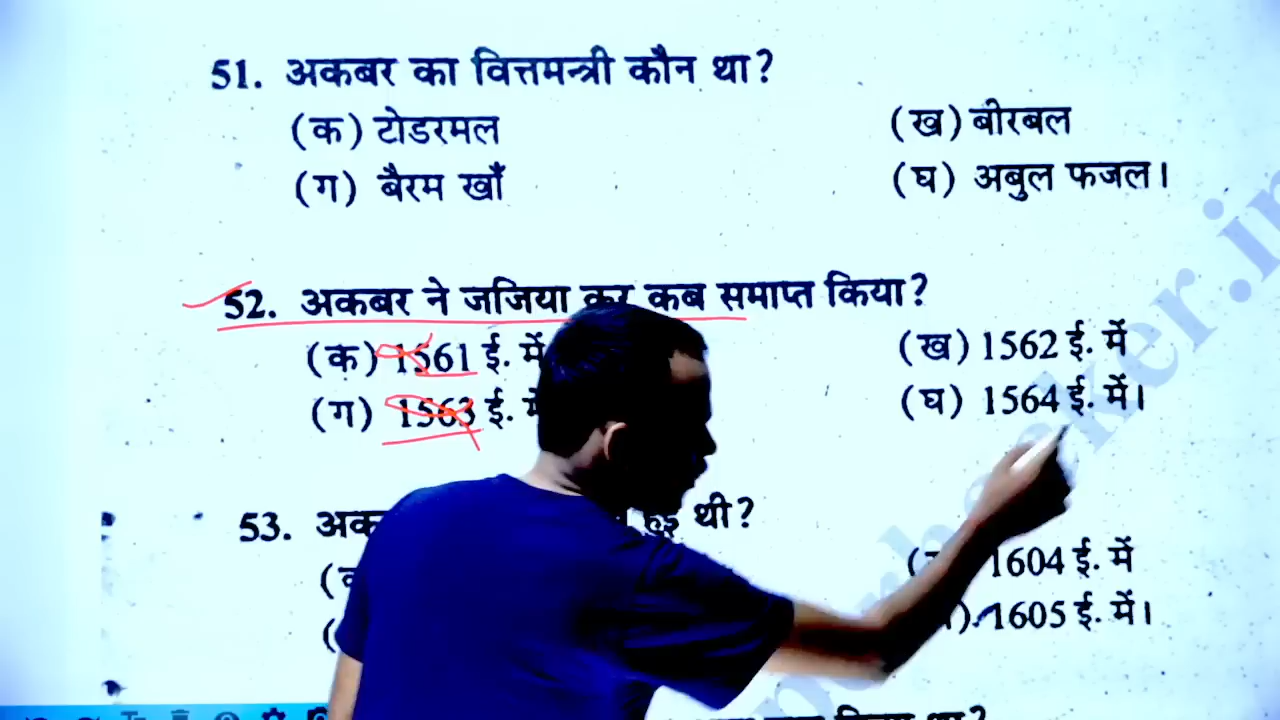 51. अकबर का वित्तमन्त्री कौन था?
(क) टोडरमल (ख) बीरबल
(ग) बैरम खाँ (घ) अबुल फजल।
52. अकबर ने जजिया कर कब समाप्त किया?
(क) 1561 ई. में (ख) 1562 ई. में
(ग) 1563 ई. में (घ) 1564 ई. में।
53. हुई थी?
1604 ई. में
1605 ई. में।